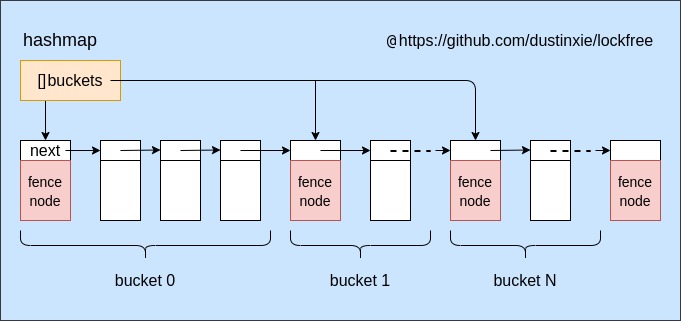 hashmap
@https://github.com/dustinxie/lockfree
[]buckets
next
fence
node
fence
node
fence
node
fence
node
bucket 0
bucket 1
bucket N